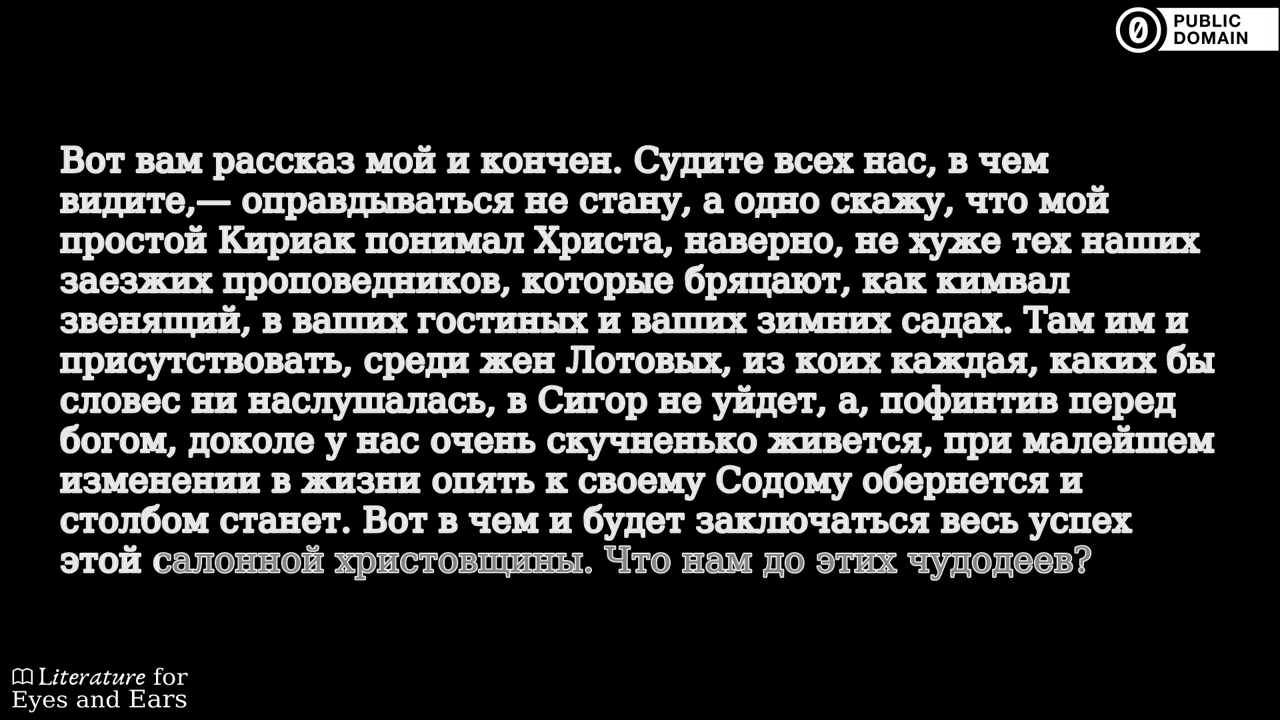 PUBLIC
DOMAIN
Вот вам рассказ мой и кончен. Судите всех нас, в чем
видите,— оправдываться не стану, а одно скажу, что мой
простой Кириак понимал Христа, наверно, не хуже тех наших
заезжих проповедников, которые бряцают, как кимвал
звенящий, в ваших гостиных и ваших зимних садах. Там им и
присутствовать, среди жен Лотовых, из коих каждая, каких бы
словес ни наслушалась, в Сигор не уйдет, а, пофинтив перед
богом, доколе у нас очень скучненько живется, при малейшем
изменении в жизни опять к своему Содому обернется и
столбом станет. Вот в чем и будет заключаться весь успех
этой салонной христовщины. Что нам до этих чудодеев?
Literature for
Eyes and Ears